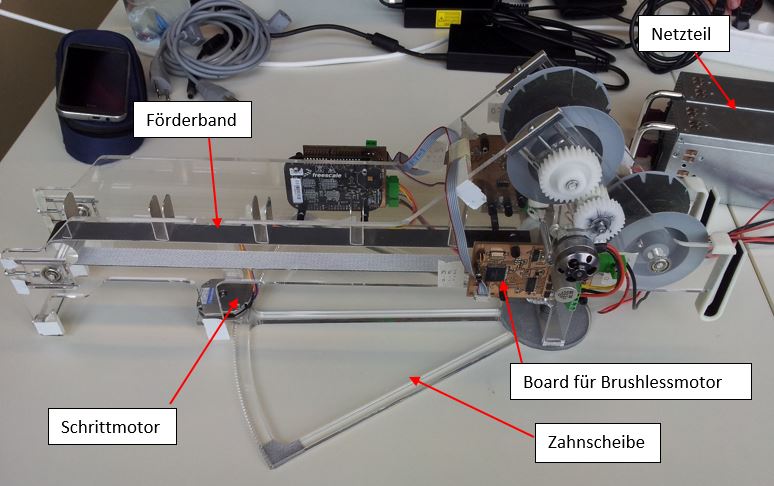 Netzteil
Förderband
freescale
Board für Brushlessmotor
Schrittmotor
Zahnscheibe